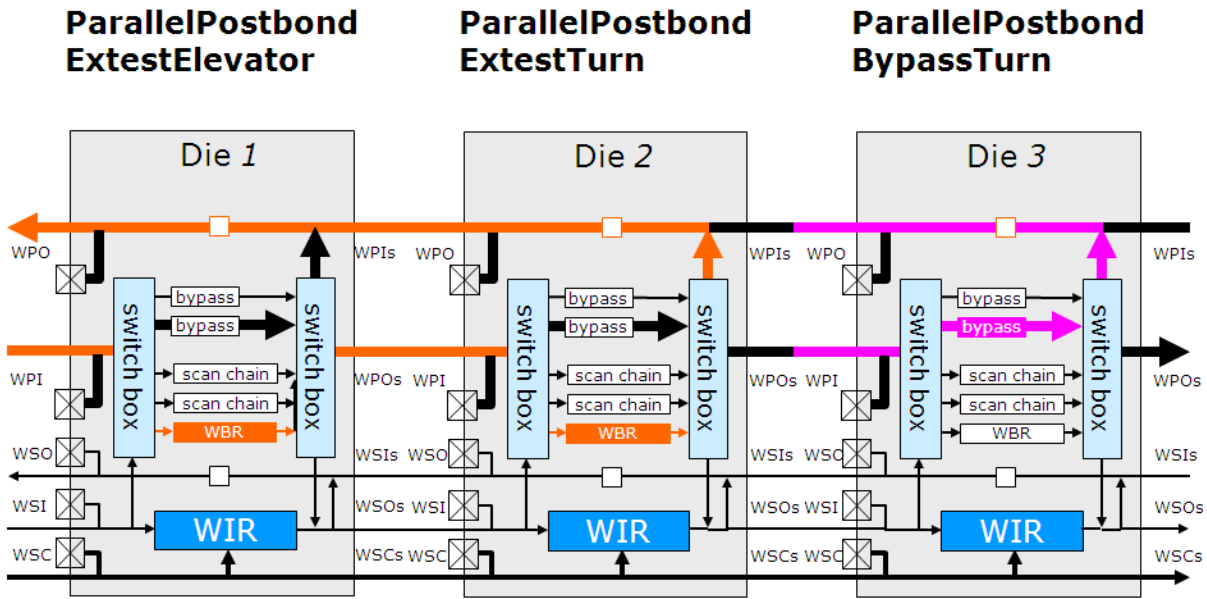 ParallelPostbond
ExtestElevator
ParallelPostbond
ExtestTurn
ParallelPostbond
BypassTurn
Die 1
Die 2
Die 3
WPO
WPIs
WPO
WPIs
WPO
WPIs
switch box
bypass
bypass
scan chain
scan chain
WBR
switch box
switch box
bypass
bypass
scan chain
scan chain
WBR
switch box
switch box
bypass
bypass
scan chain
scan chain
WBR
switch box
WPI
WPOs
WPI
WPOs
WPI
WPOs
WSO
WSIs
WSO
WSIs
WSO
WSIs
WSI
WIR
WSOs
WSI
WIR
WSOs
WSI
WIR
WSOs
WSC
WSCs
WSC
WSCs
WSC
WSCs